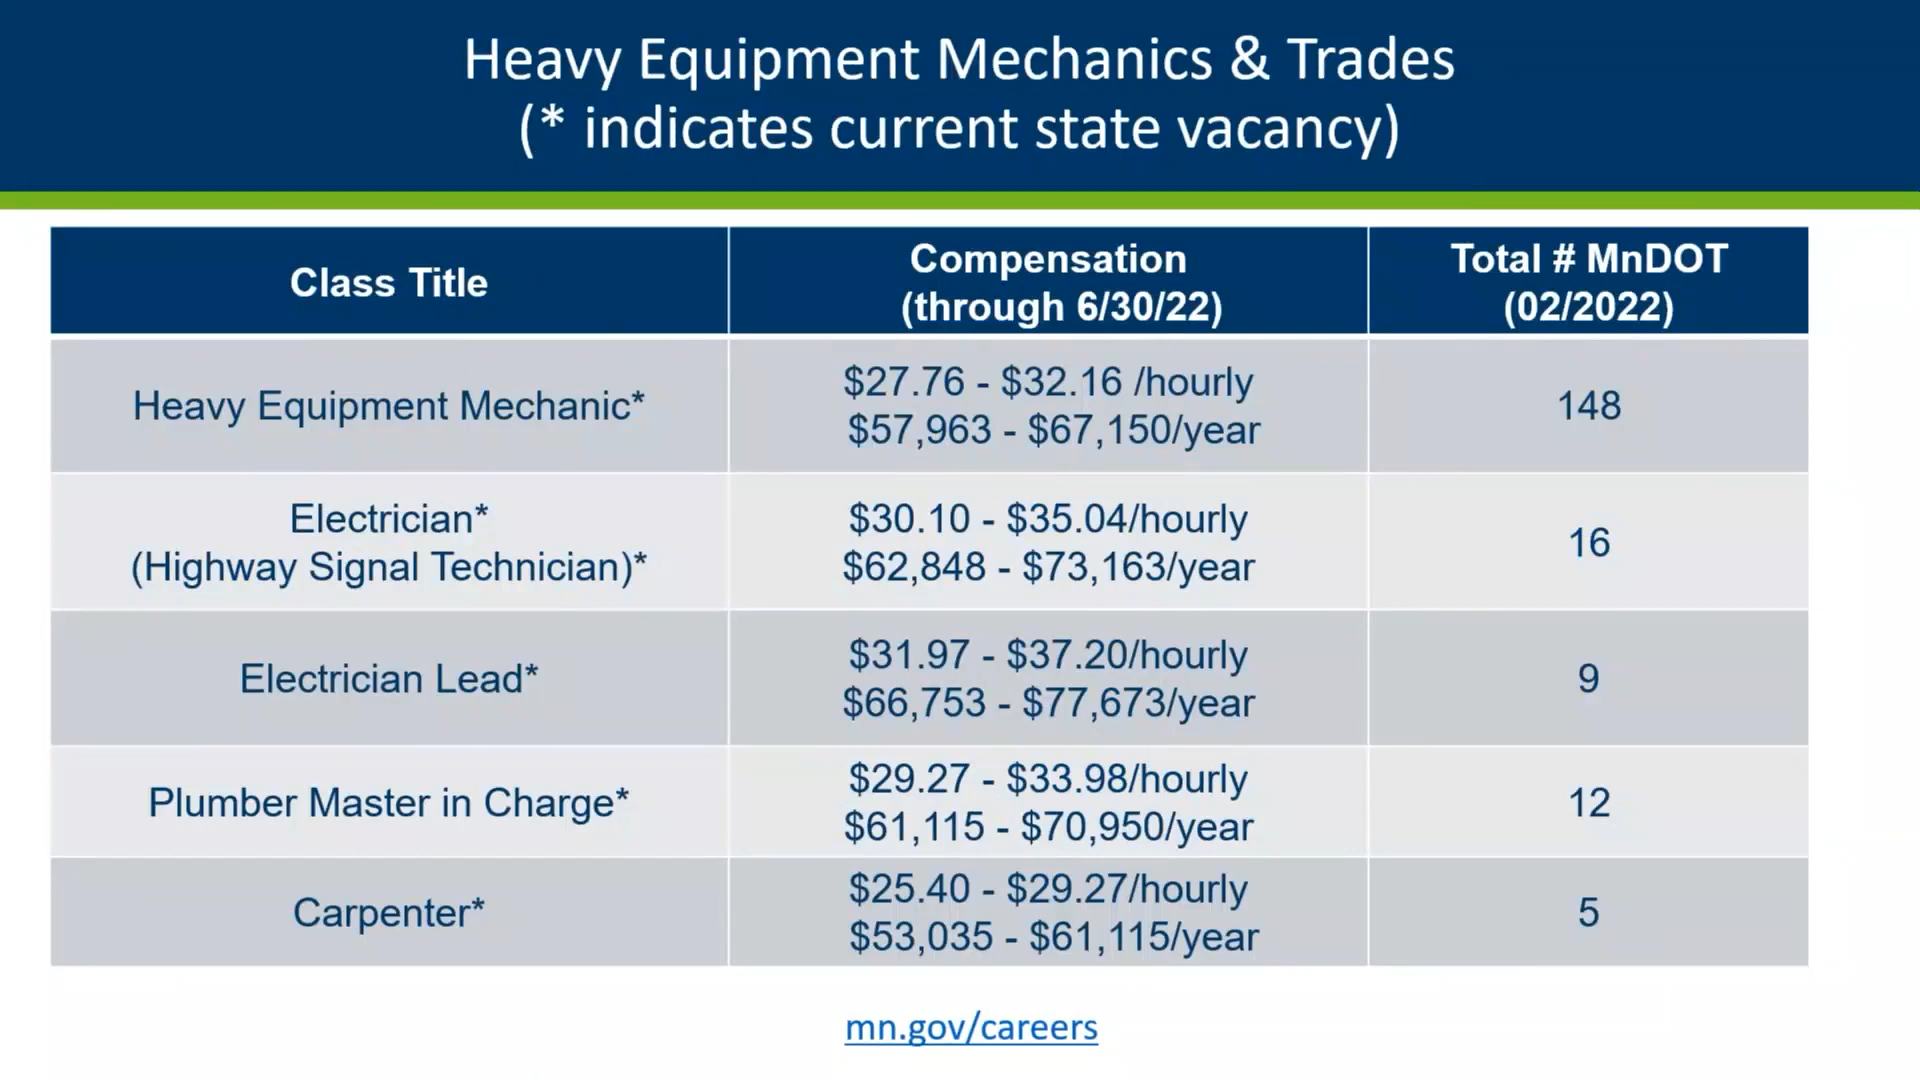 Heavy Equipment Mechanics & Trades
(* indicates current state vacancy)
Class Title
Compensation
(through 6/30/22)
Total # MnDOT
(02/2022)
Heavy Equipment Mechanic*
$27.76 - $32.16 /hourly
$57,963 - $67,150/year
148
Electrician*
(Highway Signal Technician)*
$30.10 - $35.04/hourly
$62,848 - $73,163/year
16
Electrician Lead*
$31.97 - $37.20/hourly
$66,753 - $77,673/year
9
Plumber Master in Charge*
$29.27 - $33.98/hourly
$61,115 - $70,950/year
12
Carpenter*
$25.40 - $29.27/hourly
$53,035 - $61,115/year
5
mn.gov/careers